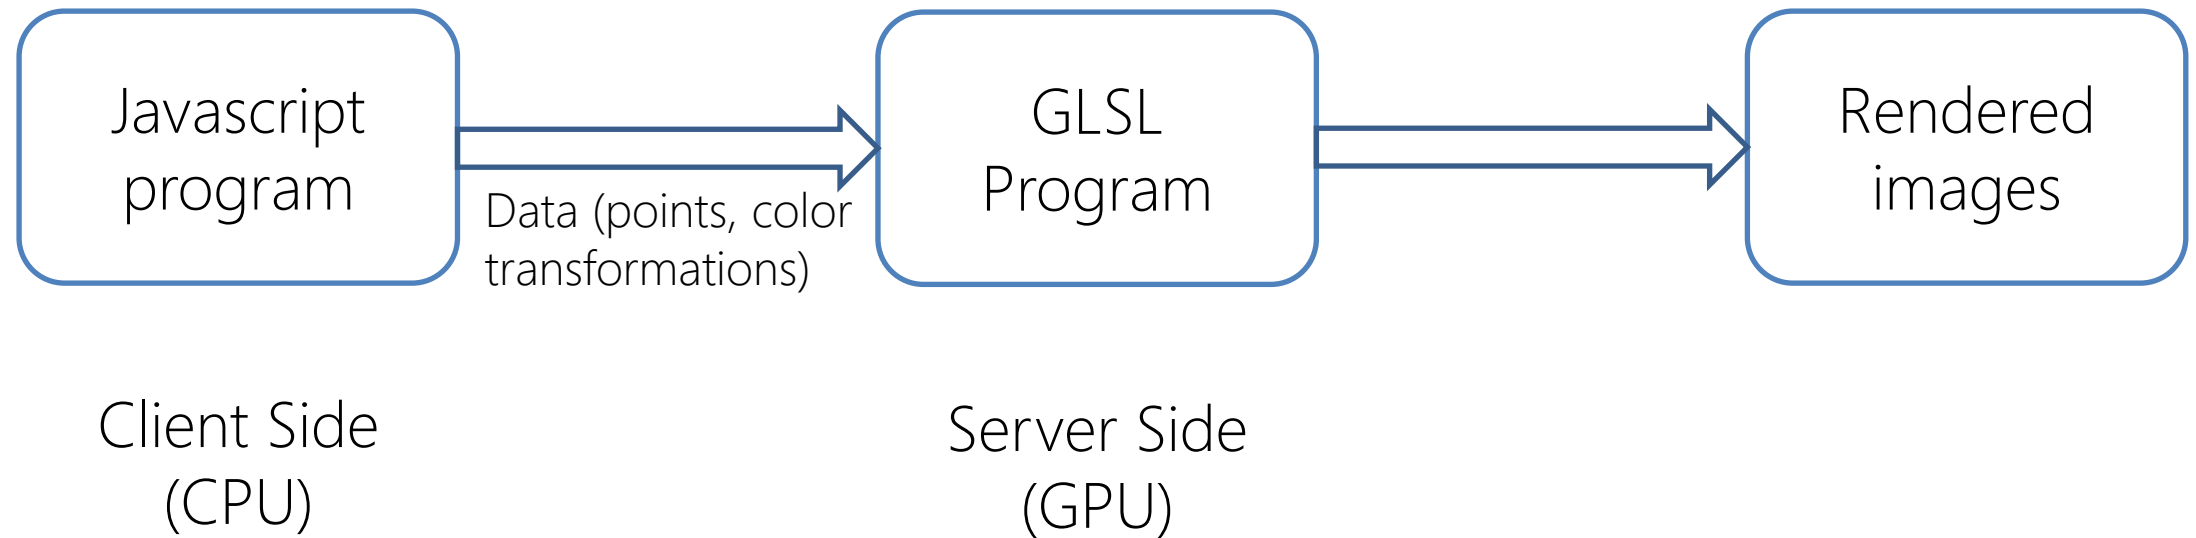 Javascript
program
Data (points, color
transformations)
GLSL
Program
Rendered
images
Client Side
(CPU)
Server Side
(GPU)